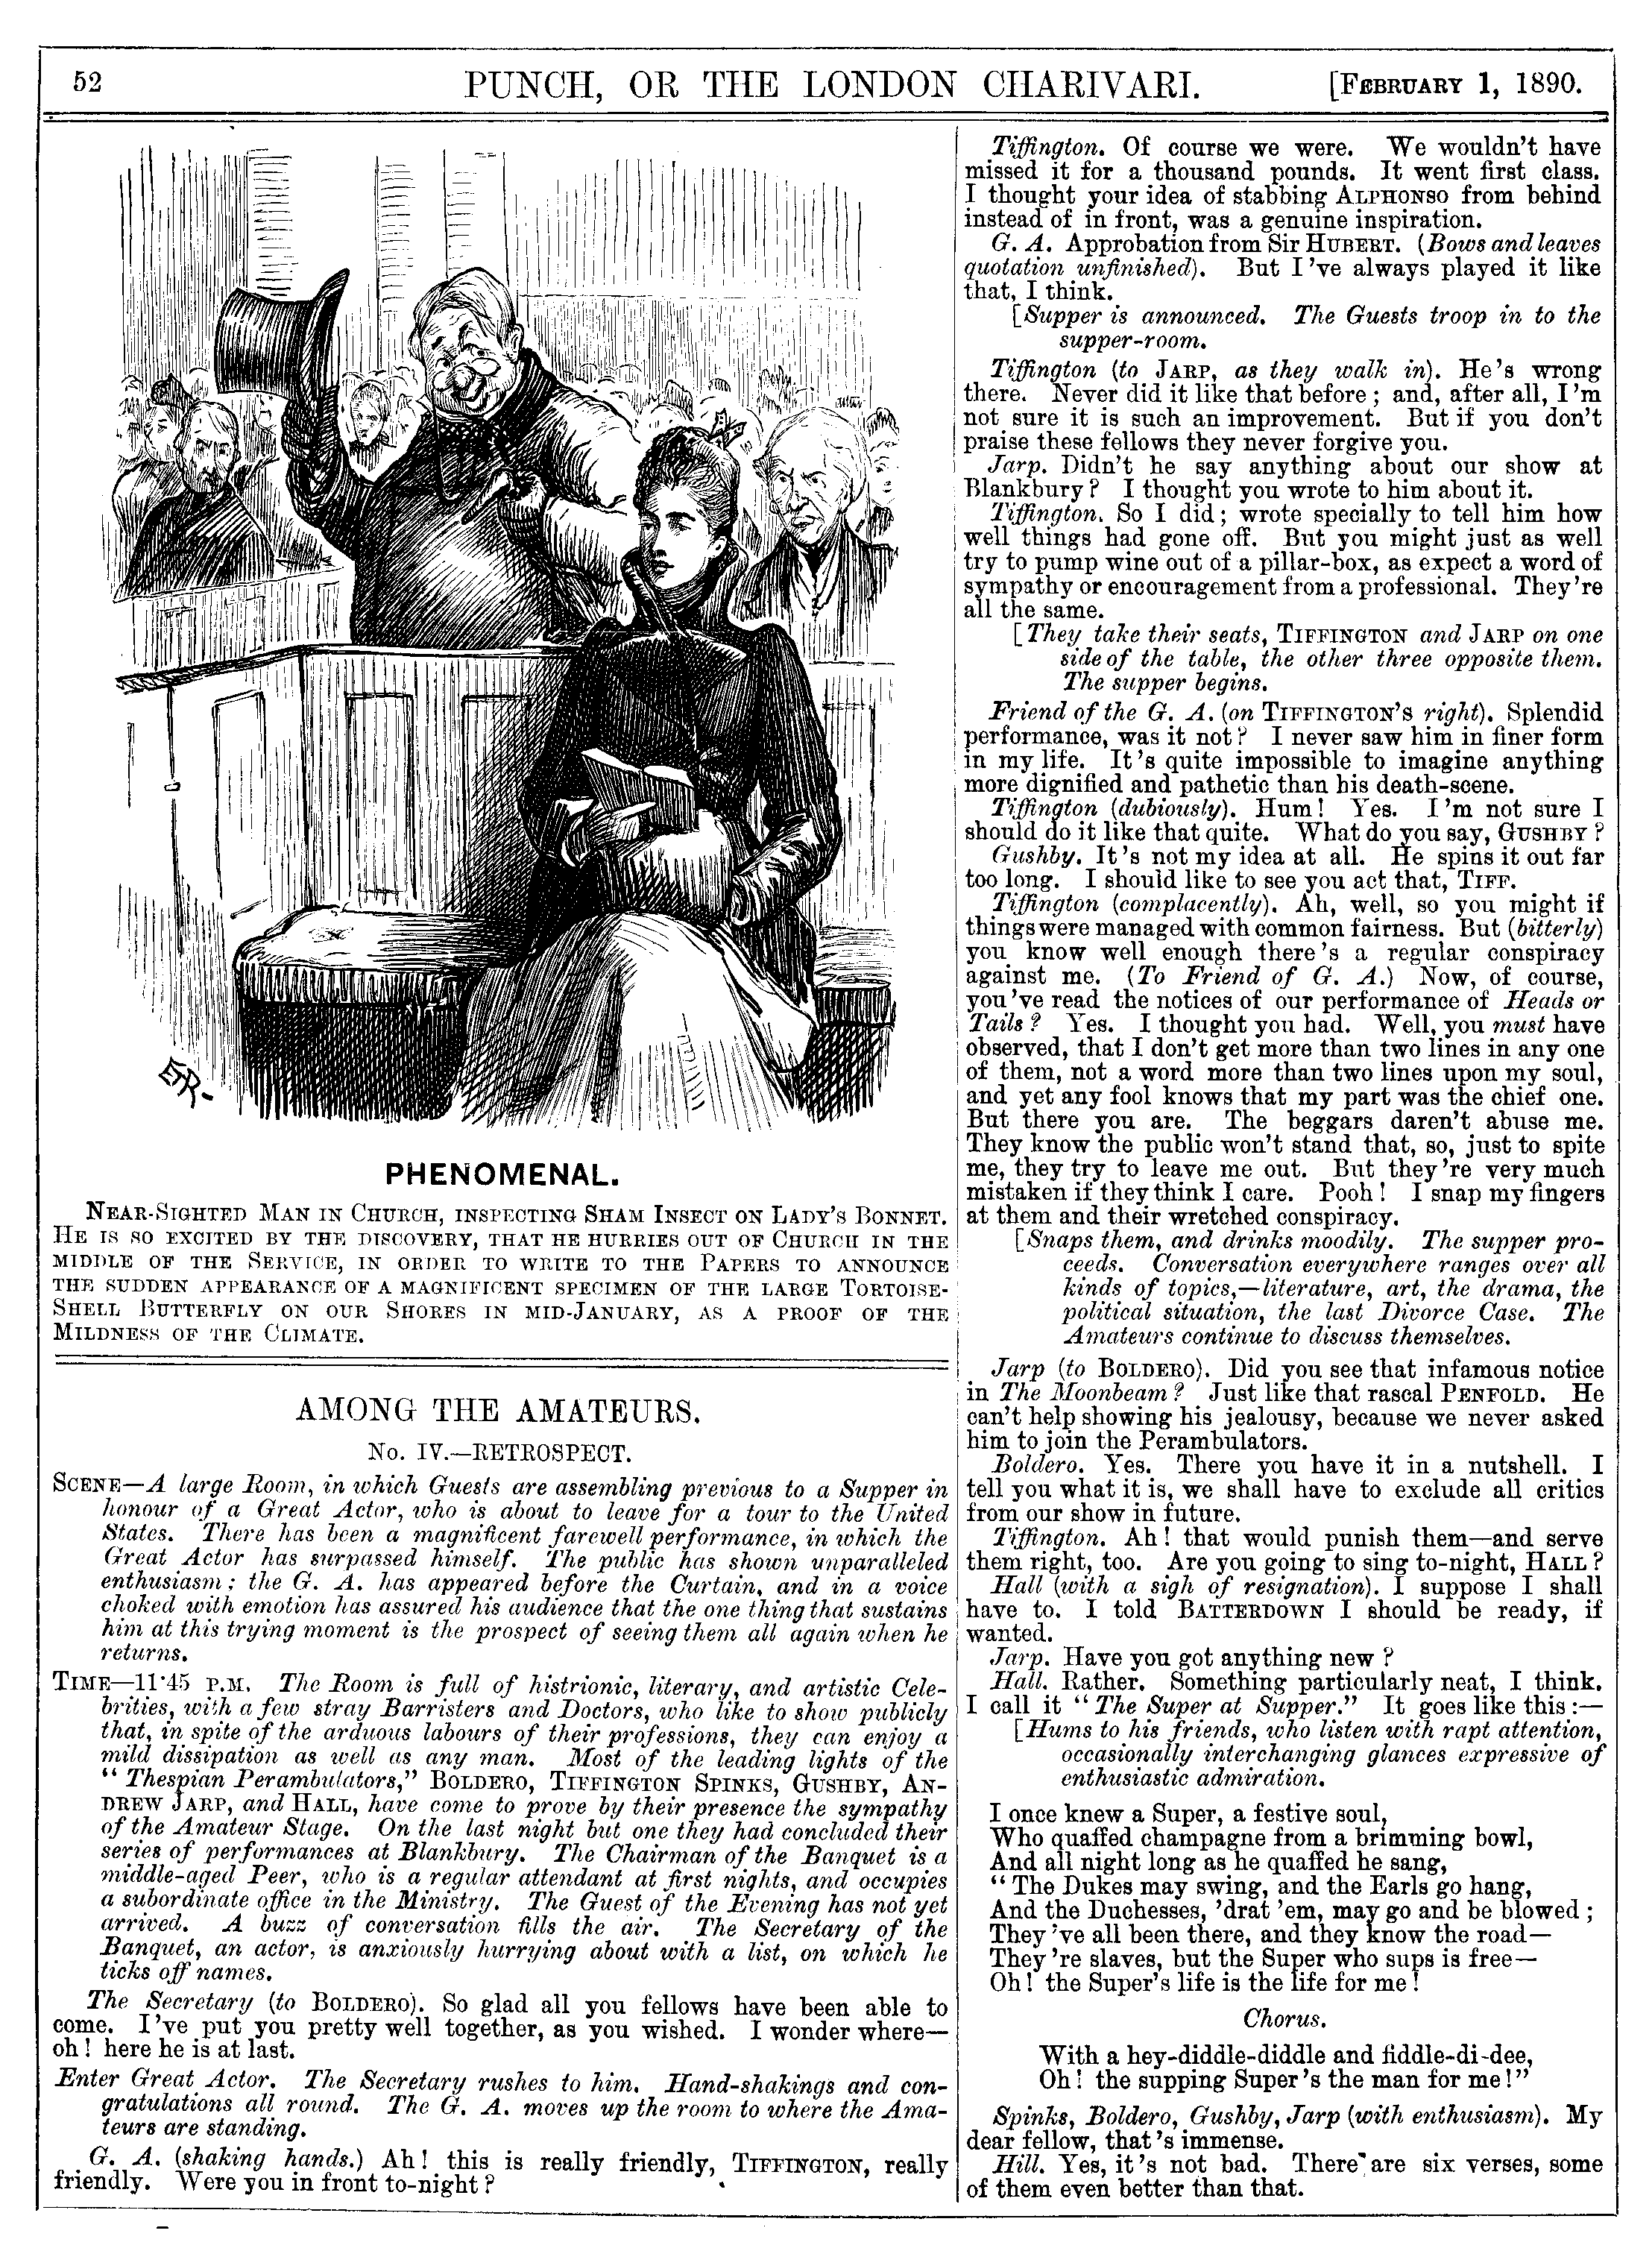 52
PUNCH, OR THE LONDON CHARIVARI.
[FEBRUARY 1, 1890.
PHENOMENAL.
NEAR-SIGHTED MAN IN CHURCH, INSPECTING SHAM INSECT ON LADY'S BONNET.
HE IS SO EXCITED BY THE DISCOVERY, THAT HE HURRIES OUT OF CHURCH IN THE
MIDDLE OF THE SERVICE, IN ORDER TO WRITE TO THE PAPERS TO ANNOUNCE
THE SUDDEN APPEARANCE OF A MAGNIFICENT SPECIMEN OF THE LARGE TORTOISE-
SHELL BUTTERFLY ON OUR SHORES IN MID-JANUARY, AS A PROOF OF THE
MILDNESS OF THE CLIMATE.
AMONG THE AMATEURS.
No. IV.—RETROSPECT.
SCENE—A large Room, in which Guests are assembling previous to a Supper in
honour of a Great Actor, who is about to leave for a tour to the United
States. There has been a magnificent farewell performance, in which the
Great Actor has surpassed himself. The public has shown unparalleled
enthusiasm; the G. A. has appeared before the Curtain, and in a voice
choked with emotion has assured his audience that the one thing that sustains
him at this trying moment is the prospect of seeing them all again when he
returns.
TIME—11·45 P.M. The Room is full of histrionic, literary, and artistic Cele-
brities, with a few stray Barristers and Doctors, who like to show publicly
that, in spite of the arduous labours of their professions, they can enjoy a
mild dissipation as well as any man. Most of the leading lights of the
"Thespian Perambulators," BOLDERO, TIFFINGTON SPINKS, GUSHBY, AN-
DREW JARP, and HALL, have come to prove by their presence the sympathy
of the Amateur Stage. On the last night but one they had concluded their
series of performances at Blankbury. The Chairman of the Banquet is a
middle-aged Peer, who is a regular attendant at first nights, and occupies
a subordinate office in the Ministry. The Guest of the Evening has not yet
arrived. A buzz of conversation fills the air. The Secretary of the
Banquet, an actor, is anxiously hurrying about with a list, on which he
ticks off names.
The Secretary (to BOLDERO). So glad all you fellows have been able to
come. I've put you pretty well together, as you wished. I wonder where—
oh! here he is at last.
Enter Great Actor. The Secretary rushes to him. Hand-shakings and con-
gratulations all round. The G. A. moves up the room to where the Ama-
teurs are standing.
G. A. (shaking hands.) Ah! this is really friendly, TIFFINGTON, really
friendly. Were you in front to-night?
Tiffington. Of course we were. We wouldn't have
missed it for a thousand pounds. It went first class.
I thought your idea of stabbing ALPHONSO from behind
instead of in front, was a genuine inspiration.
G. A. Approbation from Sir HUBERT. (Bows and leaves
quotation unfinished). But I've always played it like
that, I think.
[Supper is announced. The Guests troop in to the
supper-room.
Tiffington (to JARP, as they walk in). He's wrong
there. Never did it like that before; and, after all, I'm
not sure it is such an improvement. But if you don't
praise these fellows they never forgive you.
Jarp. Didn't he say anything about our show at
Blankbury? I thought you wrote to him about it.
Tiffington. So I did; wrote specially to tell him how
well things had gone off. But you might just as well
try to pump wine out of a pillar-box, as expect a word of
sympathy or encouragement from a professional. They're
all the same.
[They take their seats, TIFFINGTON and JARP on one
side of the table, the other three opposite them.
The supper begins.
Friend of the G. A. (on TIFFINGTON'S right). Splendid
performance, was it not? I never saw him in finer form
in my life. It's quite impossible to imagine anything
more dignified and pathetic than his death-scene.
Tiffington (dubiously). Hum! Yes. I'm not sure I
should do it like that quite. What do you say, GUSHBY?
Gushby. It's not my idea at all. He spins it out far
too long. I should like to see you act that, TIFF.
Tiffington (complacently). Ah, well, so you might if
things were managed with common fairness. But (bitterly)
you know well enough there's a regular conspiracy
against me. (To Friend of G. A.) Now, of course,
you've read the notices of our performance of Heads or
Tails? Yes. I thought you had. Well, you must have
observed, that I don't get more than two lines in any one
of them, not a word more than two lines upon my soul,
and yet any fool knows that my part was the chief one.
But there you are. The beggars daren't abuse me.
They know the public won't stand that, so, just to spite
me, they try to leave me out. But they're very much
mistaken if they think I care. Pooh! I snap my fingers
at them and their wretched conspiracy.
[Snaps them, and drinks moodily. The supper pro-
ceeds. Conversation everywhere ranges over all
kinds of topics,—literature, art, the drama, the
political situation, the last Divorce Case. The
Amateurs continue to discuss themselves.
Jarp (to BOLDERO). Did you see that infamous notice
in The Moonbeam? Just like that rascal PENFOLD. He
can't help showing his jealousy, because we never asked
him to join the Perambulators.
Boldero. Yes. There you have it in a nutshell. I
tell you what it is, we shall have to exclude all critics
from our show in future.
Tiffington. Ah! that would punish them—and serve
them right, too. Are you going to sing to-night, HALL?
Hall (with a sigh of resignation). I suppose I shall
have to. I told BATTERDOWN I should be ready, if
wanted.
Jarp. Have you got anything new?
Hall. Rather. Something particularly neat, I think.
I call it "The Super at Supper." It goes like this:—
[Hums to his friends, who listen with rapt attention,
occasionally interchanging glances expressive of
enthusiastic admiration.
I once knew a Super, a festive soul,
Who quaffed champagne from a brimming bowl,
And all night long as he quaffed he sang,
"The Dukes may swing, and the Earls go hang,
And the Duchesses, 'drat 'em, may go and be blowed;
They've all been there, and they know the road—
They're slaves, but the Super who sups is free—
Oh! the Super's life is the life for me!
Chorus.
With a hey-diddle-diddle and fiddle-di-dee,
Oh! the supping Super's the man for me!"
Spinks, Boldero, Gushby, Jarp (with enthusiasm). My
dear fellow, that's immense.
Hill. Yes, it's not bad. There are six verses, some
of them even better than that.